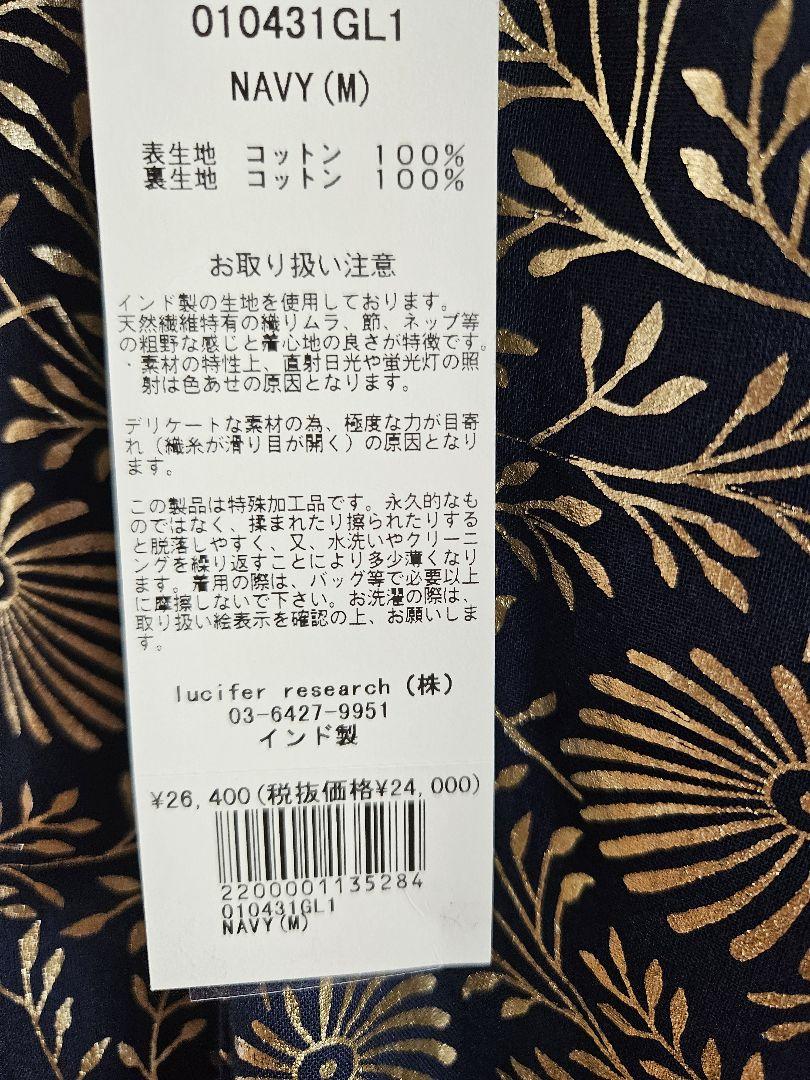 010431GL1
NAVY(M)
表生地 コットン 100%
裏生地 コットン 100%
お取り扱い注意
インド製の生地を使用しております。
天然繊維特有の織りムラ、節、ネップ等
の粗野な感じと着心地の良さが特徴です。
・素材の特性上、直射日光や蛍光灯の照
射は色あせの原因となります。
デリケートな素材の為、極度な力が目寄
れ(織糸が滑り目が開く)の原因となり
ます。
この製品は特殊加工品です。永久的なも
のではなく、揉まれたり擦られたりする
と脱落しやすく、又、水洗いやクリーニ
ングを繰り返すことにより多少薄くなり
ます。着用の際は、バッグ等で必要以上
に摩擦しないで下さい。お洗濯の際は、
取り扱い絵表示を確認の上、お願いしま
す。
lucifer research(株)
03-6427-9951
インド製
¥26,400(税抜価格¥24,000)
2200001135284
010431GL1
NAVY(M)